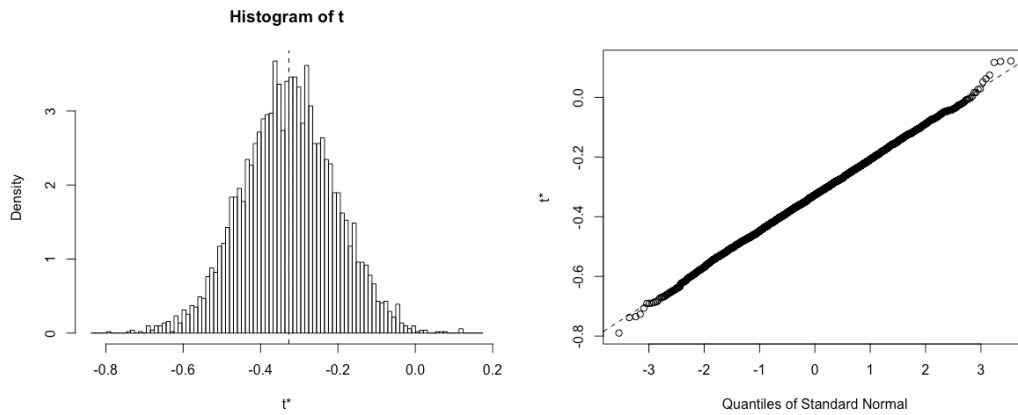 Histogram of t
Density
0 1 2 3
-0.8 -0.6 -0.4 -0.2 0.0 0.2
t*
t*
-0.8 -0.6 -0.4 -0.2 0.0
-3 -2 -1 0 1 2 3
Quantiles of Standard Normal